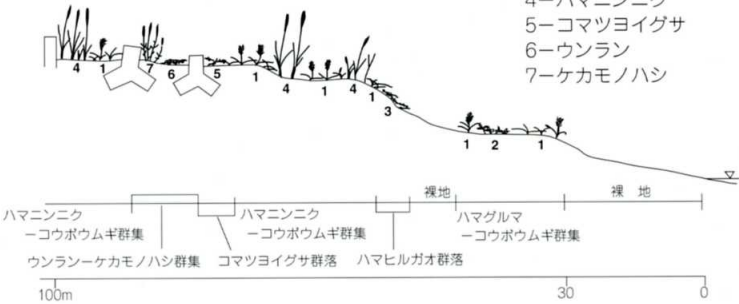 4ーハマニンニク
5ーコマツヨイグサ
6ーウンラン
7ーケカモノハシ
4 1 7 6 5 1 4 1 4 1 3 1 2 1
裸地 裸 地
ハマニンニク ハマニンニク ハマグルマ
ーコウボウムギ群集 ーコウボウムギ群集 ーコウボウムギ群集
ウンランーケカモノハシ群集 コマツヨイグサ群落 ハマヒルガオ群落
100m 30 0